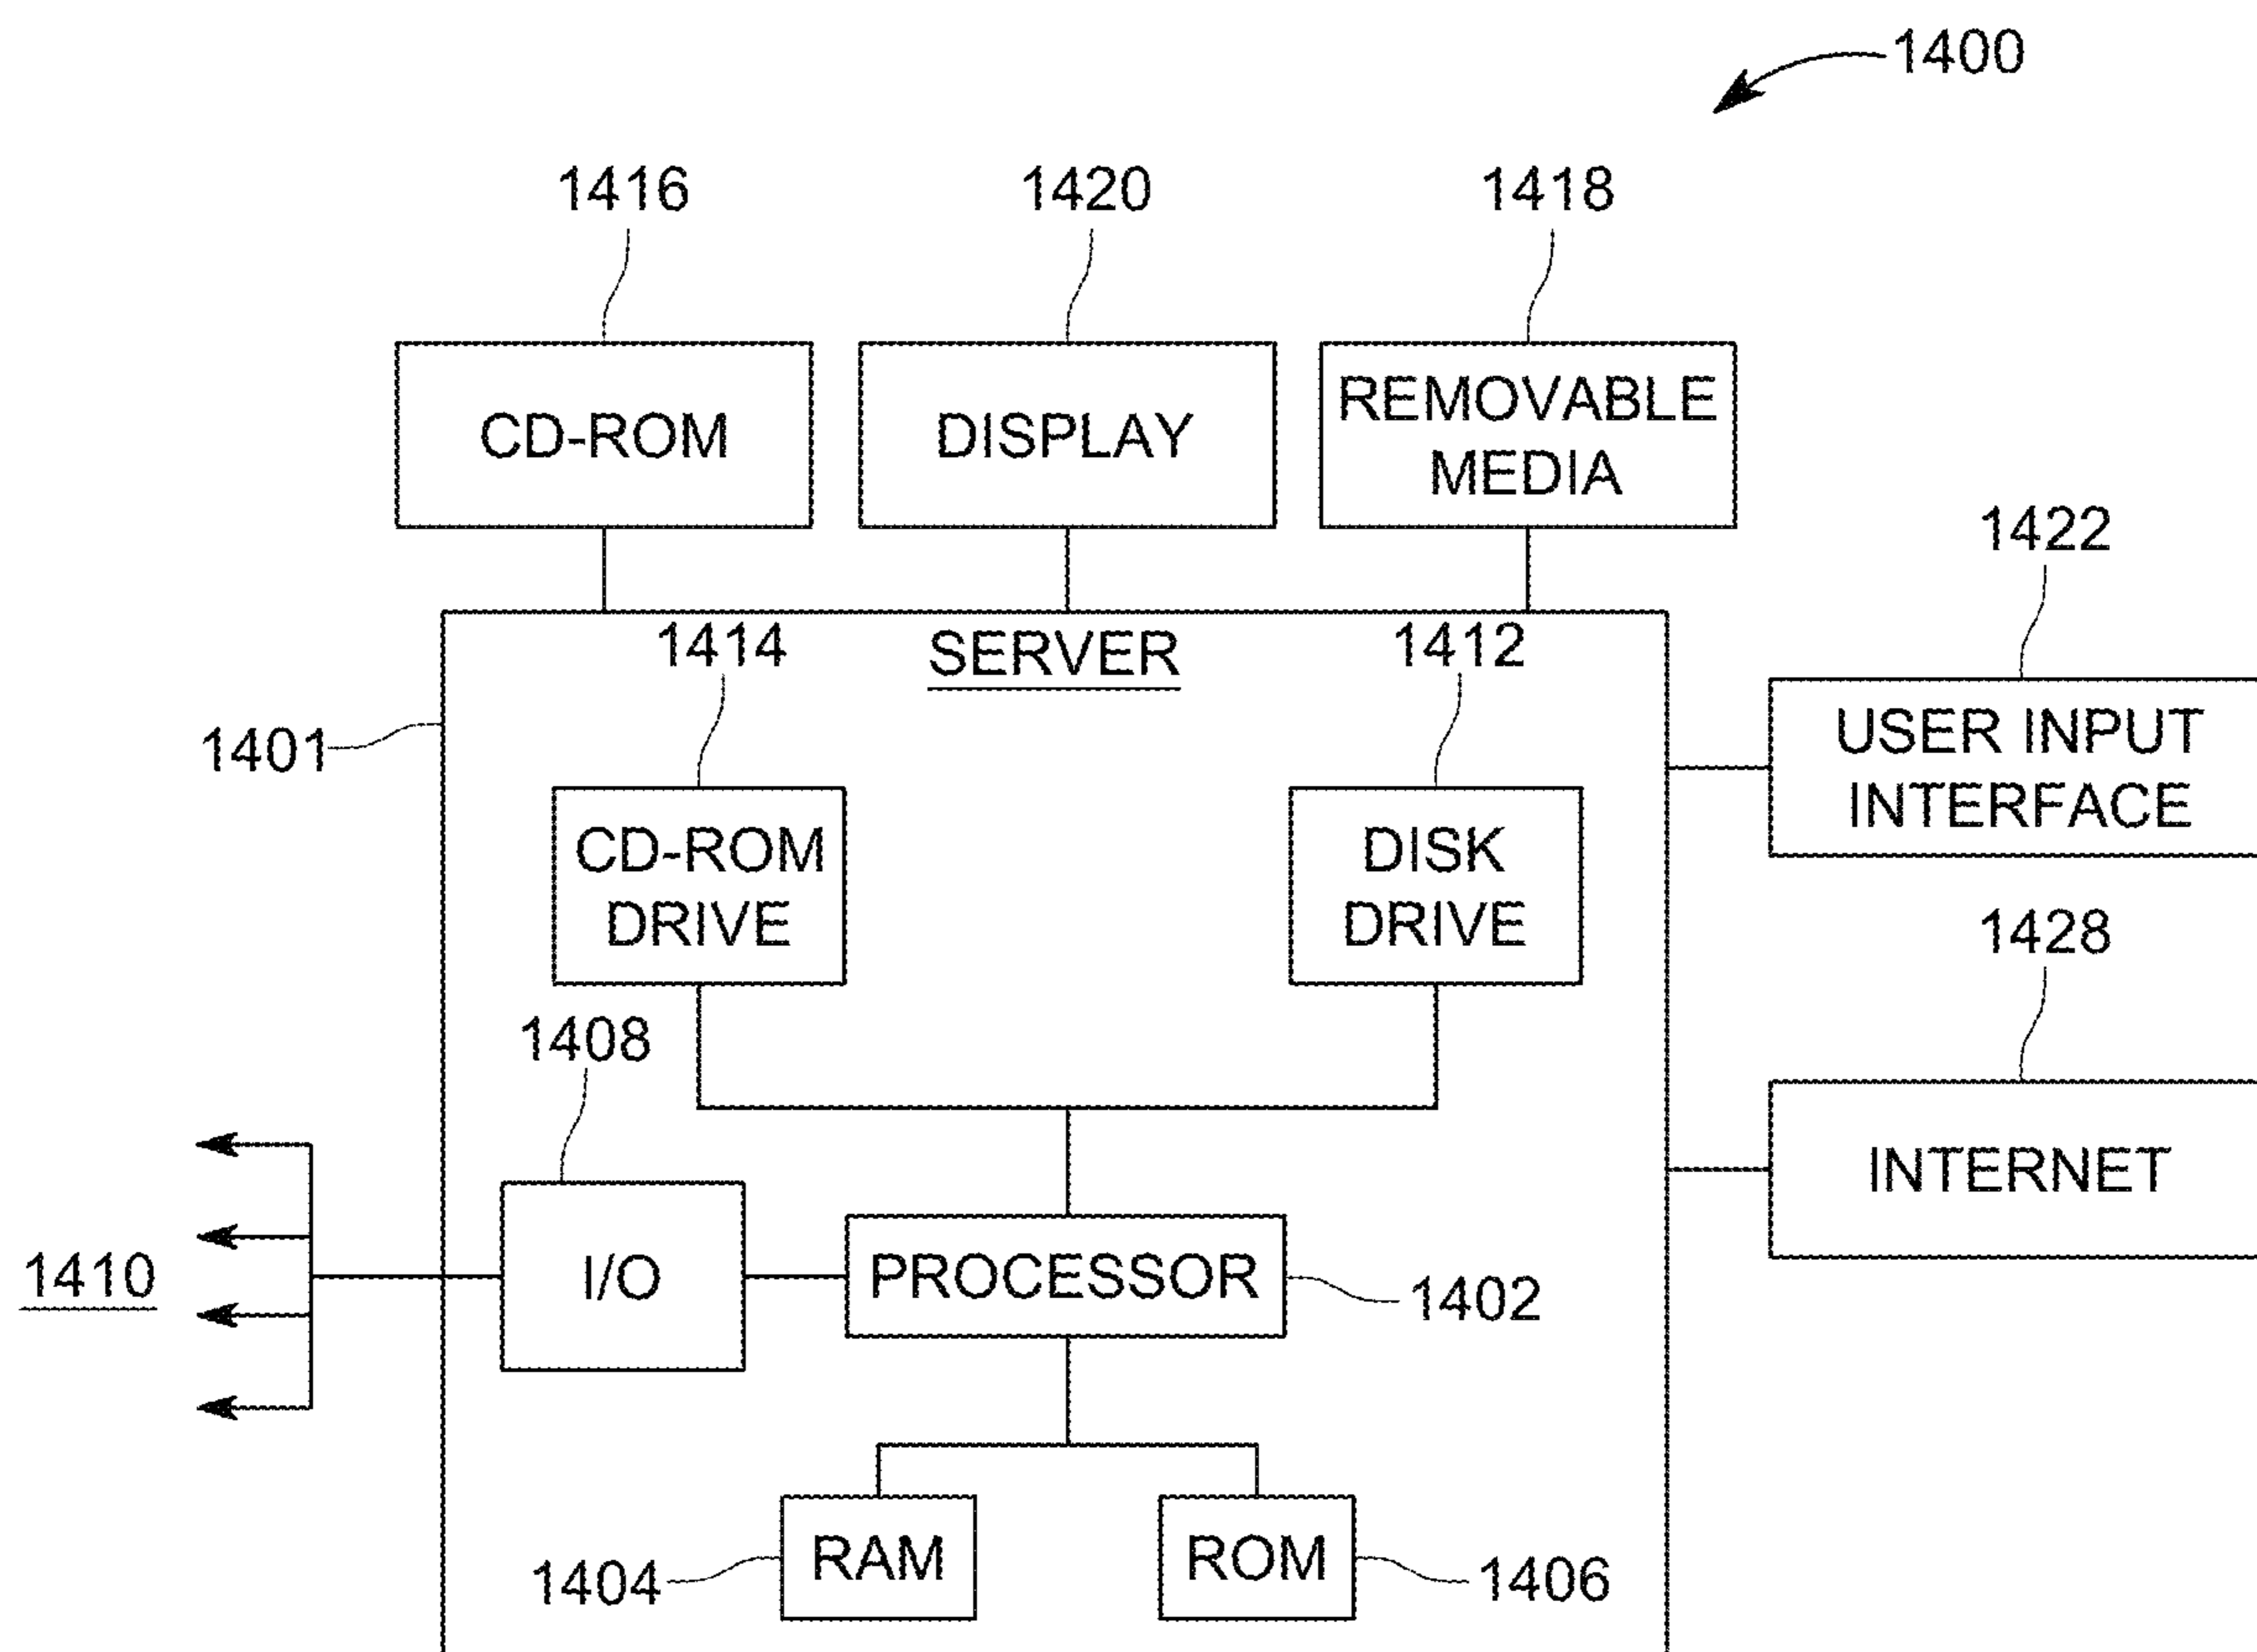 1400
1416
1420
1418
CD-ROM
DISPLAY
REMOVABLE
MEDIA
1422
1414
SERVER
1412
1401
USER INPUT
INTERFACE
CD-ROM
DRIVE
DISK
DRIVE
1428
1408
INTERNET
1410
I/O
PROCESSOR
1402
RAM
ROM
1404
1406